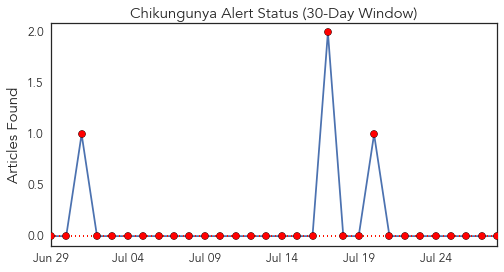 Chikungunya Alert Status (30-Day Window)
Articles Found
2.0
1.5
1.0
0.5
0.0
Jun 29 Jul 04 Jul 09 Jul 14 Jul 19 Jul 24